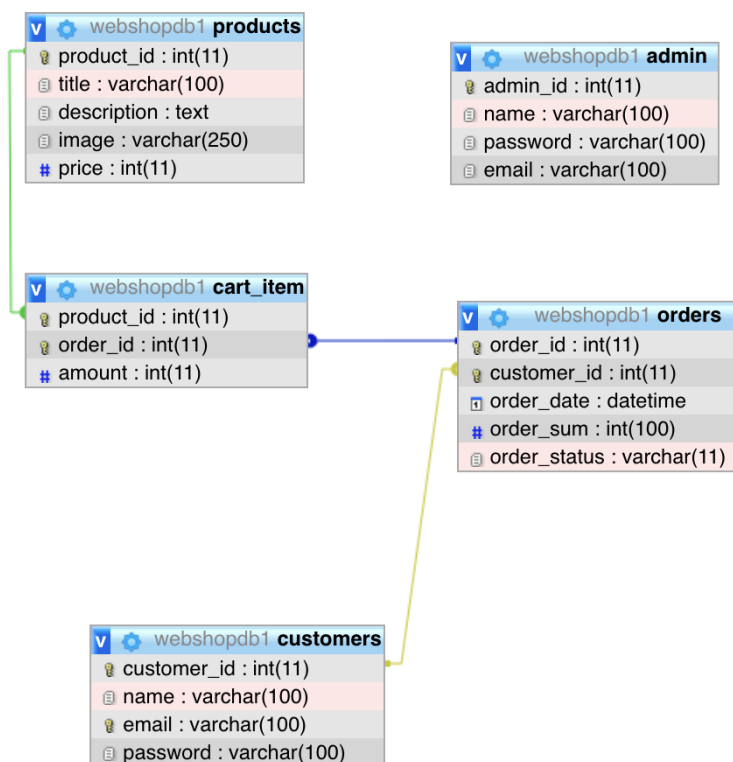 webshopdb1 products
product_id : int(11)
title : varchar(100)
description : text
image : varchar(250)
price : int(11)
webshopdb1 admin
admin_id : int(11)
name : varchar(100)
password : varchar(100)
email : varchar(100)
webshopdb1 cart_item
product_id : int(11)
order_id : int(11)
amount : int(11)
webshopdb1 orders
order_id : int(11)
customer_id : int(11)
order_date : datetime
order_sum : int(100)
order_status : varchar(11)
webshopdb1 customers
customer_id : int(11)
name : varchar(100)
email : varchar(100)
password : varchar(100)